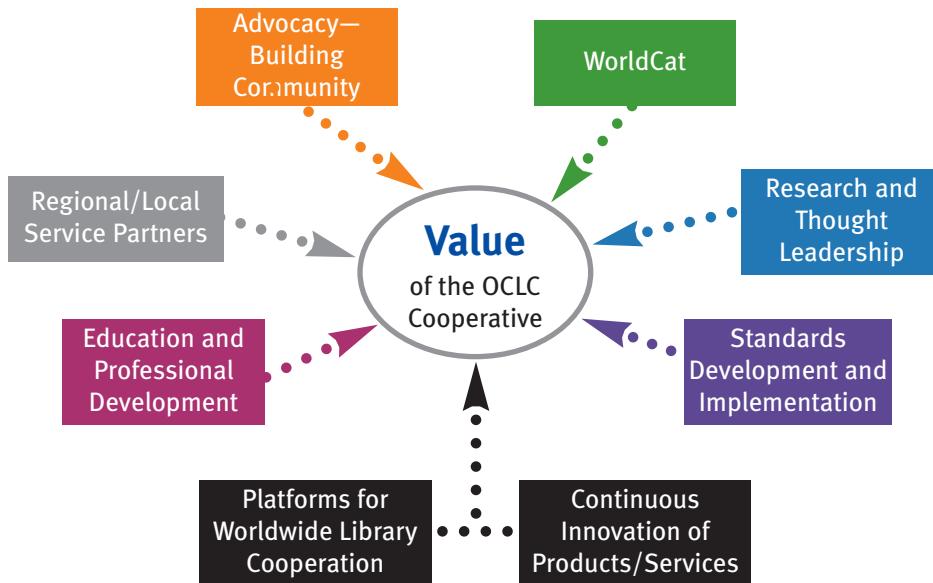 Advocacy—
Building
Community
WorldCat
Regional/Local
Service Partners
Research and
Thought
Leadership
Value
of the OCLC
Cooperative
Education and
Professional
Development
Standards
Development and
Implementation
Platforms for
Worldwide Library
Cooperation
Continuous
Innovation of
Products/Services